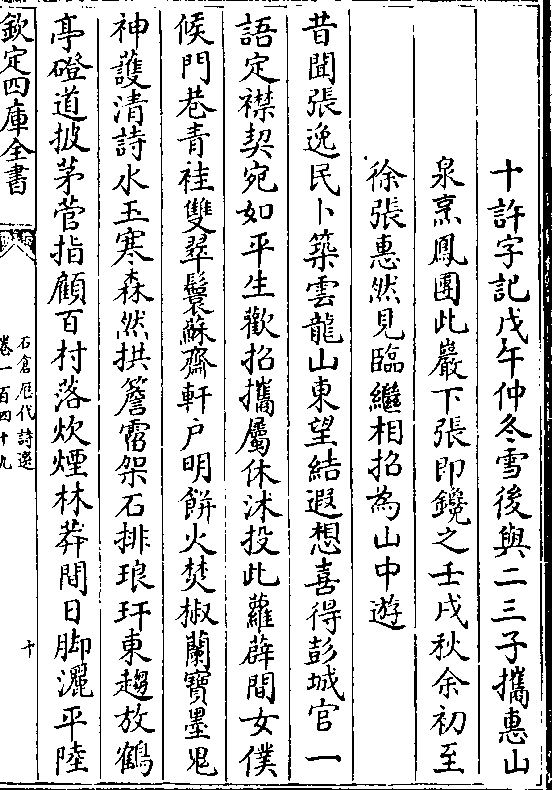 十許字記戊午仲冬雪後與二三子攜惠山
泉烹鳳團此巖下張即鑱之壬戌秋余初至
徐張惠然見臨繼相招為山中遊
昔聞張逸民卜築雲龍山東望結遐想喜得彭城官一
語定襟契宛如平生歡招攜屬休沐投此蘿薜間女僕
候門巷青袿雙翠鬟蘇齋軒戶明餅火焚椒蘭寶墨鬼
神護清詩水玉寒森然拱簷霤架石排琅玕東趨放鶴
亭磴道披茅菅指顧百村落炊煙林莽間日腳灑平陸
欽定四庫全書
石倉歷代詩選
卷一百四十九
十